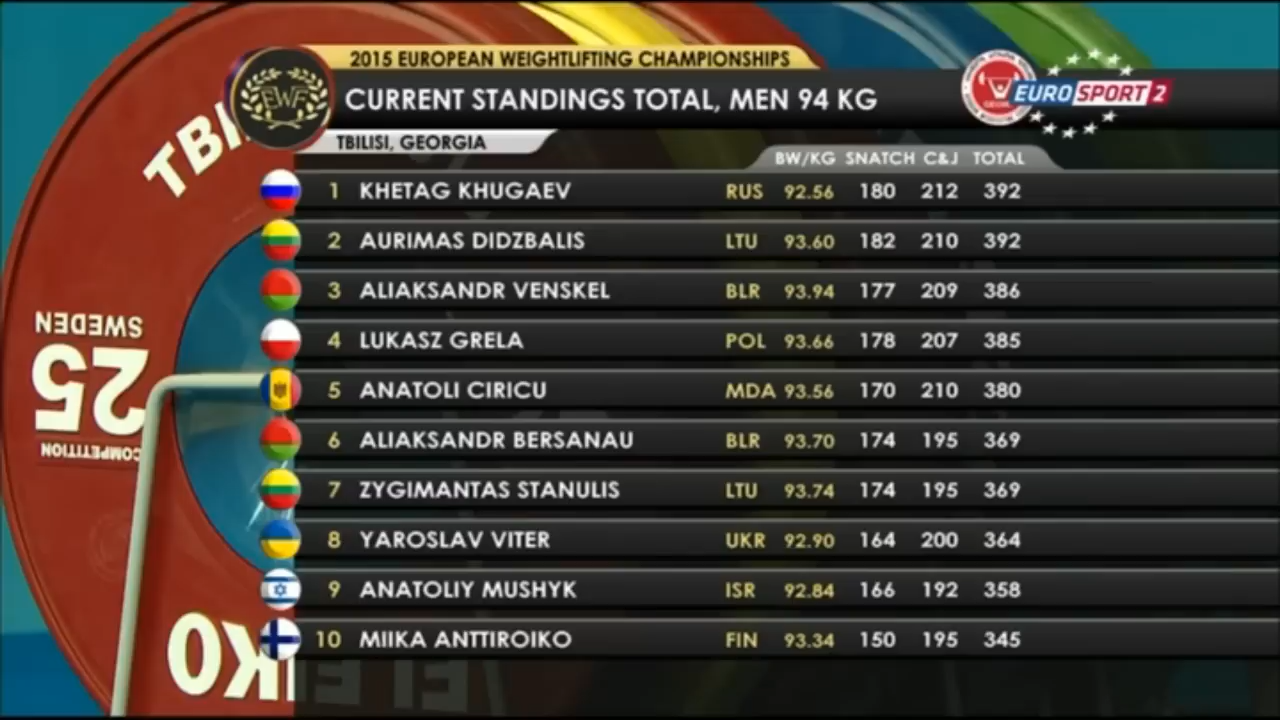 2015 EUROPEAN WEIGHTLIFTING CHAMPIONSHIPS
EWF
CURRENT STANDINGS TOTAL, MEN 94 KG
EUROSPORT 2
TBILISI, GEORGIA
BW/KG SNATCH C&J TOTAL
1 KHETAG KHUGAEV RUS 92.56 180 212 392
2 AURIMAS DIDZBALIS LTU 93.60 182 210 392
3 ALIAKSANDR VENSKEL BLR 93.94 177 209 386
4 LUKASZ GRELA POL 93.66 178 207 385
5 ANATOLI CIRICU MDA 93.56 170 210 380
6 ALIAKSANDR BERSANAU BLR 93.70 174 195 369
7 ZYGIMANTAS STANULIS LTU 93.74 174 195 369
8 YAROSLAV VITER UKR 92.90 164 200 364
9 ANATOLIY MUSHYK ISR 92.84 166 192 358
10 MIIKA ANTTIROIKO FIN 93.34 150 195 345
TBI
SWEDEN
25
COMPETITION
EIKO